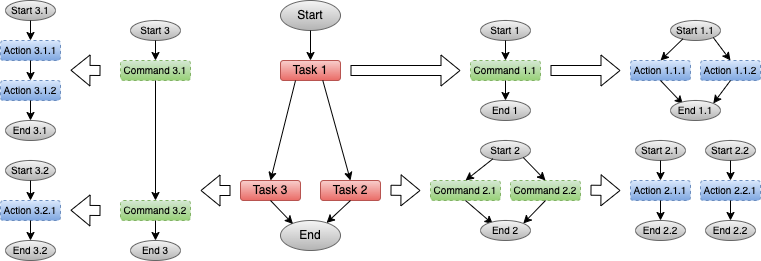 Start 3.1
Action 3.1.1
Action 3.1.2
End 3.1
Start 3.2
Action 3.2.1
End 3.2
Start 3
Command 3.1
Command 3.2
End 3
Start
Task 1
Task 3
Task 2
End
Start 1
Command 1.1
End 1
Start 2
Command 2.1
Command 2.2
End 2
Start 1.1
Action 1.1.1
Action 1.1.2
End 1.1
Start 2.1
Action 2.1.1
End 2.2
Start 2.2
Action 2.2.1
End 2.2